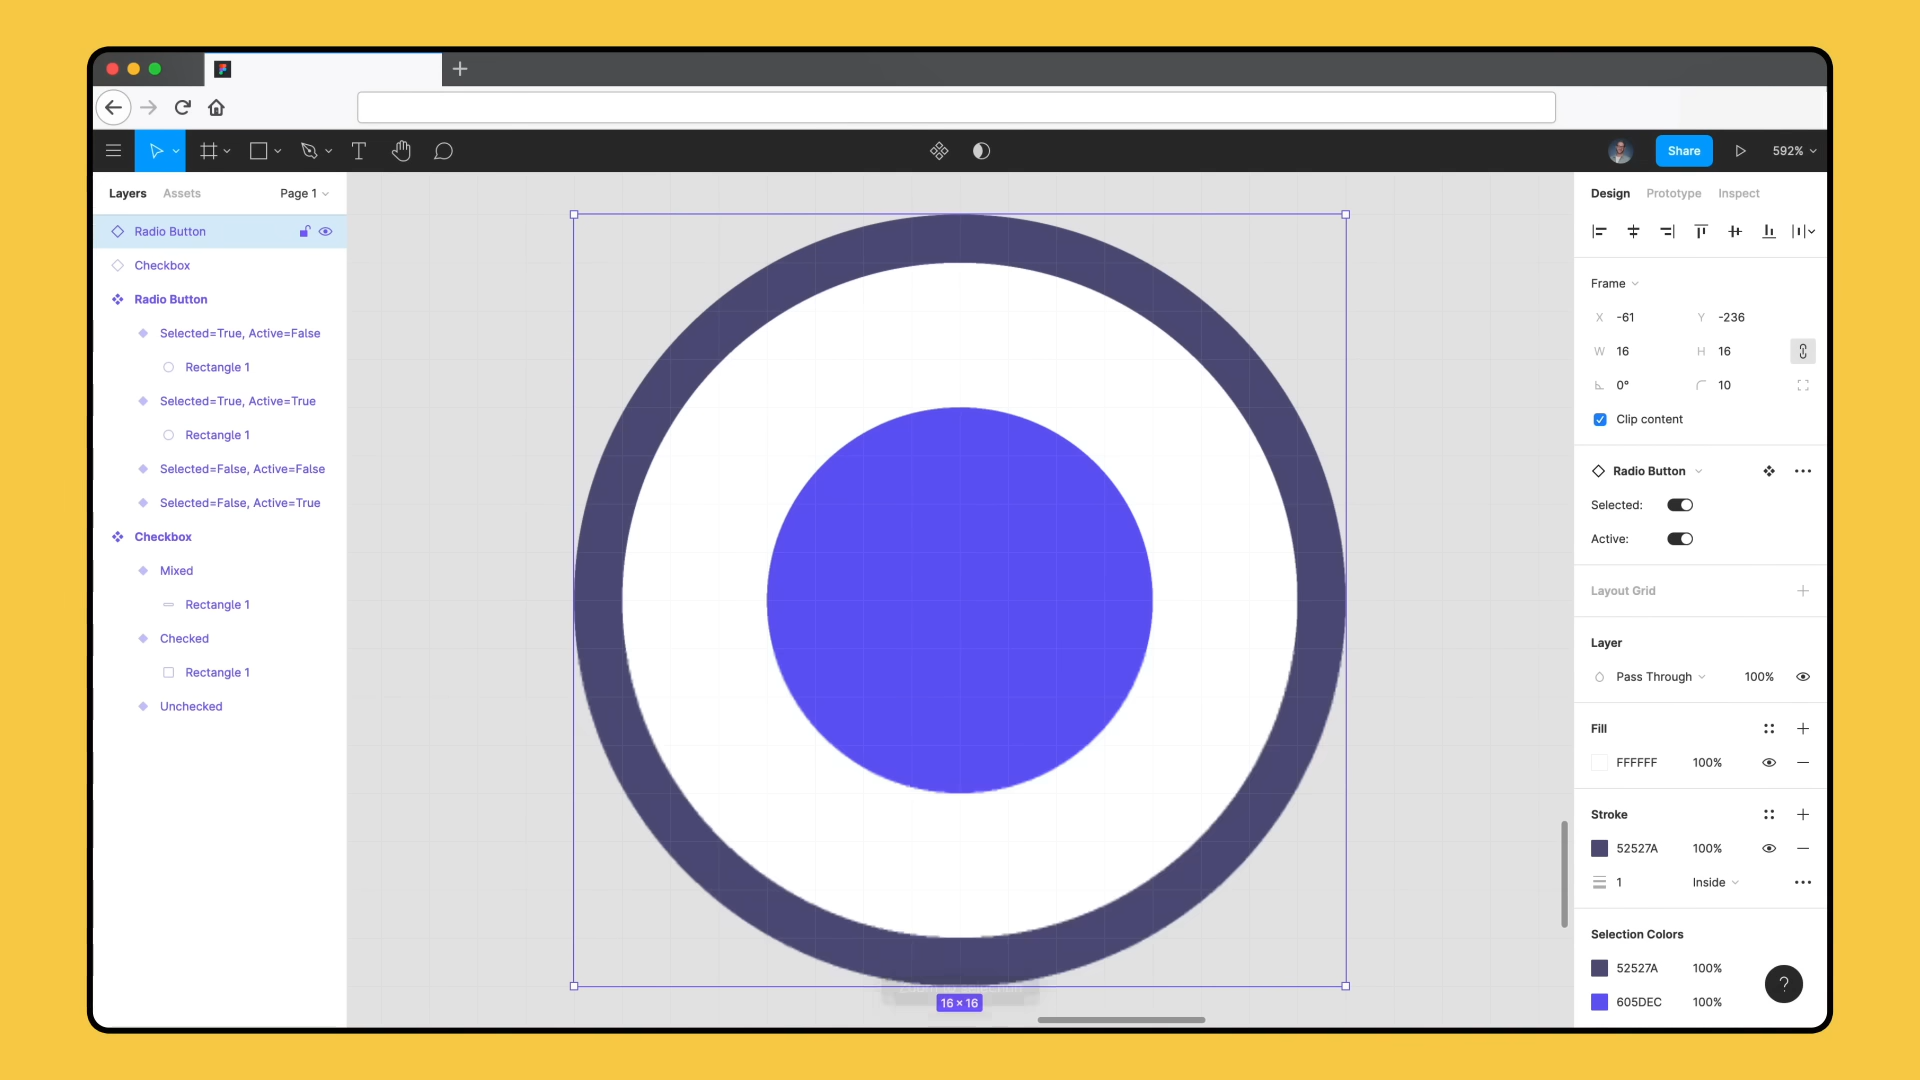 Share
592%
Layers
Assets
Page 1
Radio Button
Checkbox
Radio Button
Selected=True, Active=False
Rectangle 1
Selected=True, Active=True
Rectangle 1
Selected=False, Active=False
Selected=False, Active=True
Checkbox
Mixed
Rectangle 1
Checked
Rectangle 1
Unchecked
16 × 16
Design
Prototype
Inspect
Frame
X -61
Y -236
W 16
H 16
0°
10
Clip content
Radio Button
Selected:
Active:
Layout Grid
Layer
Pass Through
100%
Fill
FFFFFF
100%
Stroke
52527A
100%
1
Inside
Selection Colors
52527A
100%
605DEC
100%
?